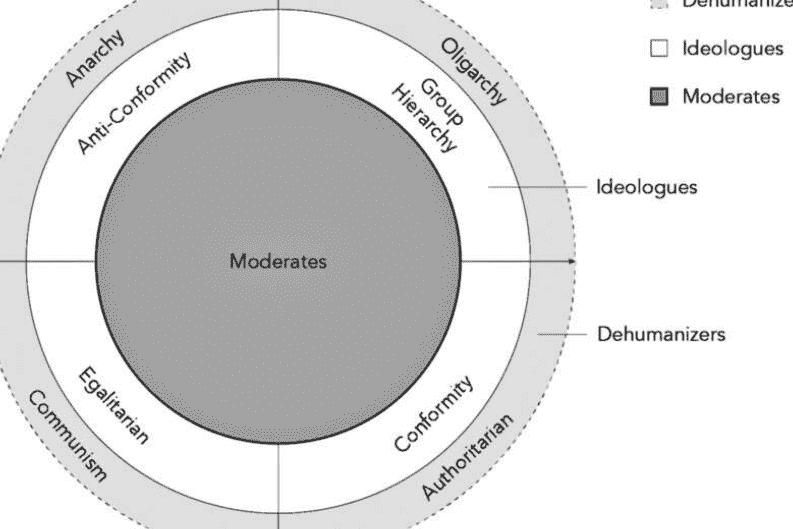 Dehumanize
Ideologues
Moderates
Anarchy
Anti-Conformity
Oligarchy
Group
Hierarchy
Ideologues
Moderates
Dehumanizers
Egalitarian
Communism
Conformity
Authoritarian